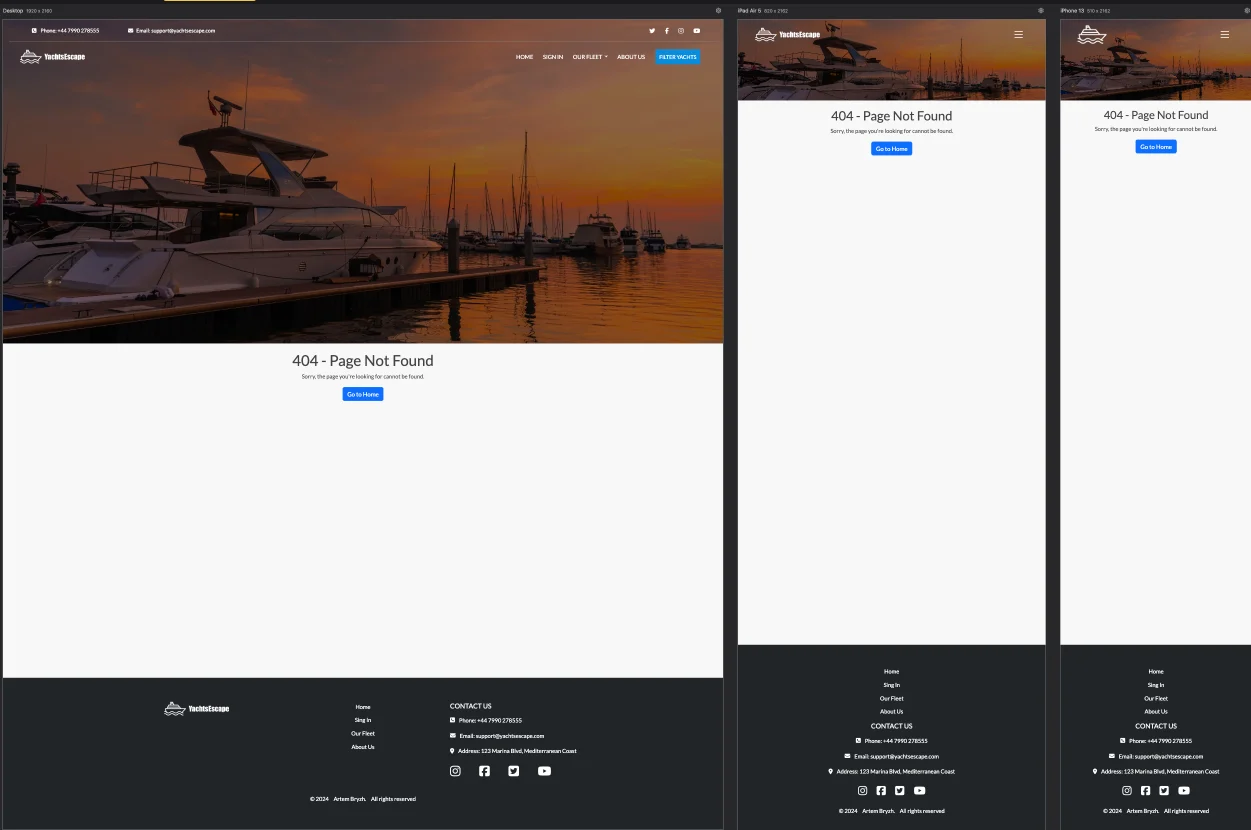 Desktop 1920 x 2160
Phone: +44 7990 278555 Email: support@yachtsescape.com
YachtsEscape HOME SIGN IN OUR FLEET ABOUT US FILTER YACHTS
404 - Page Not Found
Sorry, the page you're looking for cannot be found.
Go to Home
YachtsEscape
Home
Sing In
Our Fleet
About Us
CONTACT US
Phone: +44 7990 278555
Email: support@yachtsescape.com
Address: 123 Marina Blvd, Mediterranean Coast
© 2024 Artem Bryzh. All rights reserved
iPad Air 5 820 x 2162
YachtsEscape
404 - Page Not Found
Sorry, the page you're looking for cannot be found.
Go to Home
Home
Sing In
Our Fleet
About Us
CONTACT US
Phone: +44 7990 278555
Email: support@yachtsescape.com
Address: 123 Marina Blvd, Mediterranean Coast
© 2024 Artem Bryzh. All rights reserved
iPhone 13 510 x 2162
404 - Page Not Found
Sorry, the page you're looking for cannot be found.
Go to Home
Home
Sing In
Our Fleet
About Us
CONTACT US
Phone: +44 7990 278555
Email: support@yachtsescape.com
Address: 123 Marina Blvd, Mediterranean Coast
© 2024 Artem Bryzh. All rights reserved